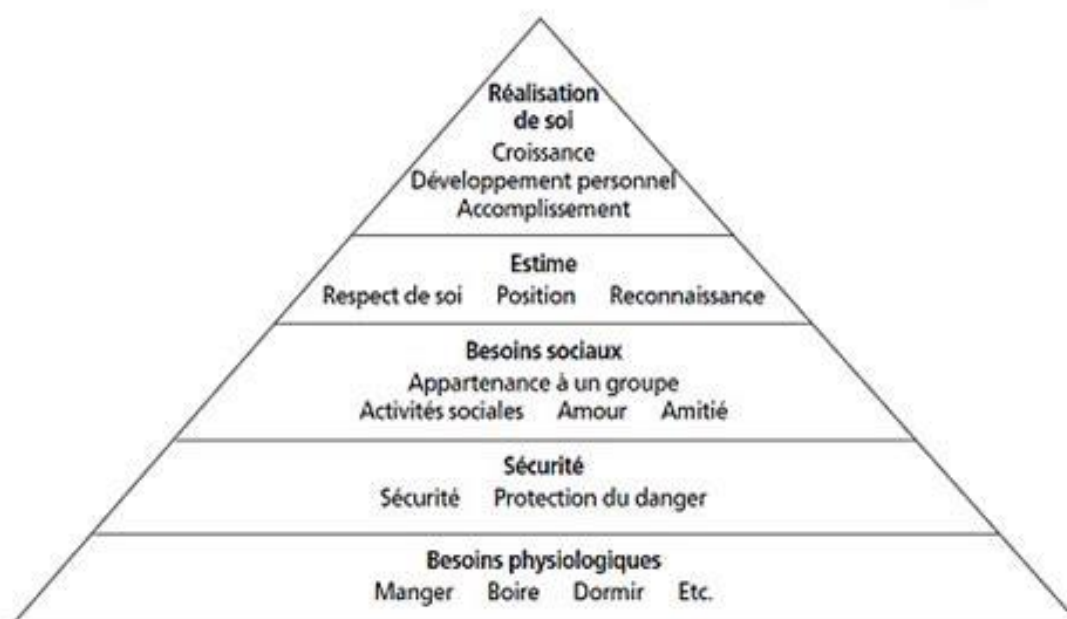 Réalisation
de soi
Croissance
Développement personnel
Accomplissement
Estime
Respect de soi Position Reconnaissance
Besoins sociaux
Appartenance à un groupe
Activités sociales Amour Amitié
Sécurité
Sécurité Protection du danger
Besoins physiologiques
Manger Boire Dormir Etc.